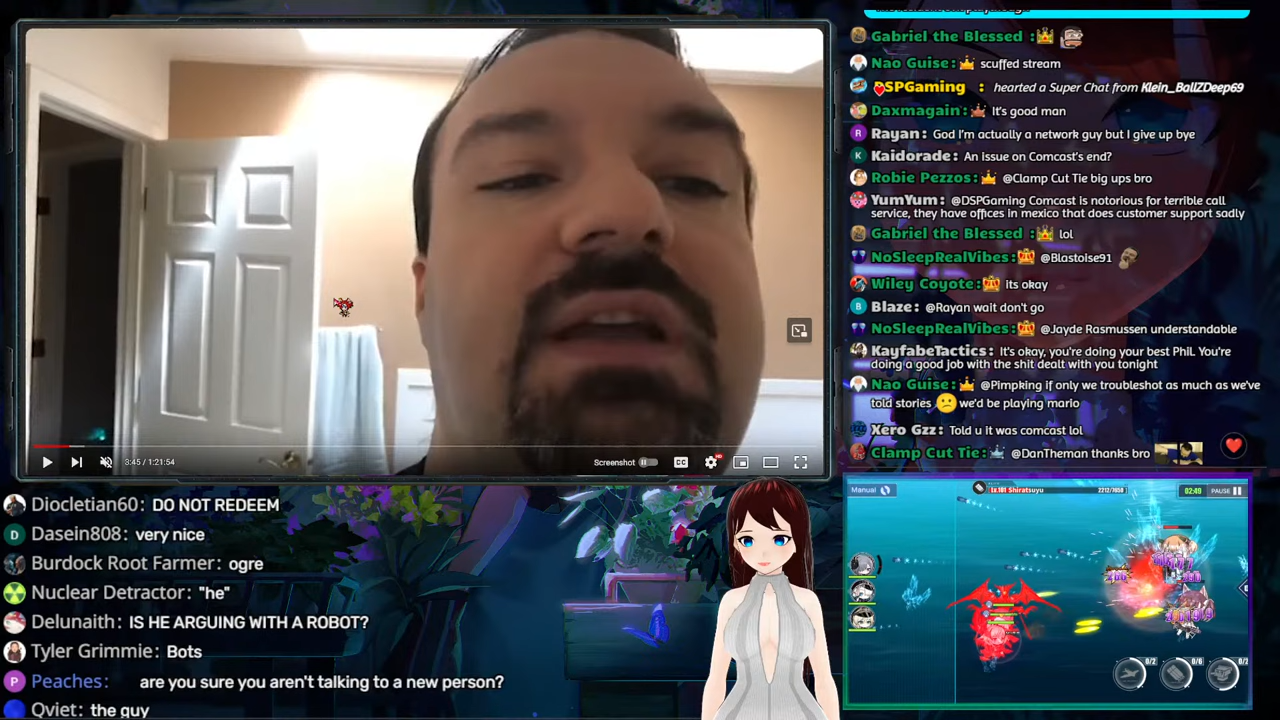 Gabriel the Blessed :
Nao Guise: scuffed stream
DSPGaming : hearted a Super Chat from Klein_BallZDeep69
Daxmagain: It's good man
R
Rayan: God I'm actually a network guy but I give up bye
K
Kaidorade: An issue on Comcast's end?
Robie Pezzos: @Clamp Cut Tie big ups bro
YumYum: @DSPGaming Comcast is notorious for terrible call
service, they have offices in mexico that does customer support sadly
Gabriel the Blessed : lol
NoSleepRealVibes: @Blastoise91
Wiley Coyote: its okay
B
Blaze: @Rayan wait don't go
NoSleepRealVibes: @Jayde Rasmussen understandable
KayfabeTactics: It's okay, you're doing your best Phil. You're
doing a good job with the shit dealt with you tonight
Nao Guise: @Pimpking if only we troubleshot as much as we've
told stories we'd be playing mario
Xero Gzz: Told u it was comcast lol
Clamp Cut Tie: @DanTheman thanks bro
3:45 / 1:21:54
Screenshot
CC
HD
Diocletian60: DO NOT REDEEM
D
Dasein808: very nice
Burdock Root Farmer: ogre
Nuclear Detractor: "he"
Delunaith: IS HE ARGUING WITH A ROBOT?
Tyler Grimmie: Bots
P
Peaches: are you sure you aren't talking to a new person?
Qviet: the guy
Manual
Lv.101 Shiratsuyu
02:49
PAUSE
0/2
0/6